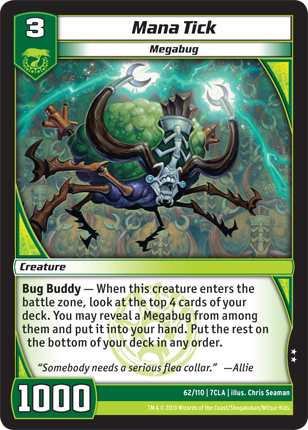 3
Mana Tick
Megabug
Creature
Bug Buddy — When this creature enters the
battle zone, look at the top 4 cards of your
deck. You may reveal a Megabug from among
them and put it into your hand. Put the rest on
the bottom of your deck in any order.
"Somebody needs a serious flea collar." —Allie
1000
62/110 | 7CLA | illus. Chris Seaman
TM & © 2013 Wizards of the Coast/Shogakukan/Mitsui-Kids.